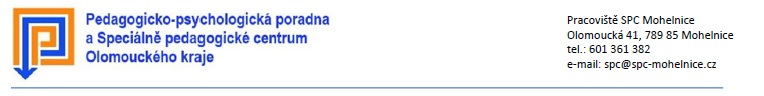 Pedagogicko-psychologická poradna
a Speciálně pedagogické centrum
Olomouckého kraje
Pracoviště SPC Mohelnice
Olomoucká 41, 789 85 Mohelnice
tel.: 601 361 382
e-mail: spc@spc-mohelnice.cz